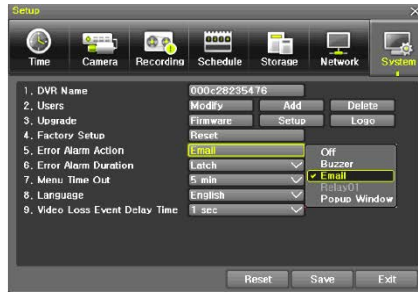 Setup
Time Camera Recording Schedule Storage Network System
1. DVR Name 000c28235476
2. Users Modify Add Delete
3. Upgrade Firmware Setup Logo
4. Factory Setup Reset
5. Error Alarm Action Email
6. Error Alarm Duration Latch
7. Menu Time Out 5 min
8. Language English
9. Video Loss Event Delay Time 1 sec
Off
Buzzer
Email
Relay01
Popup Window
Reset Save Exit